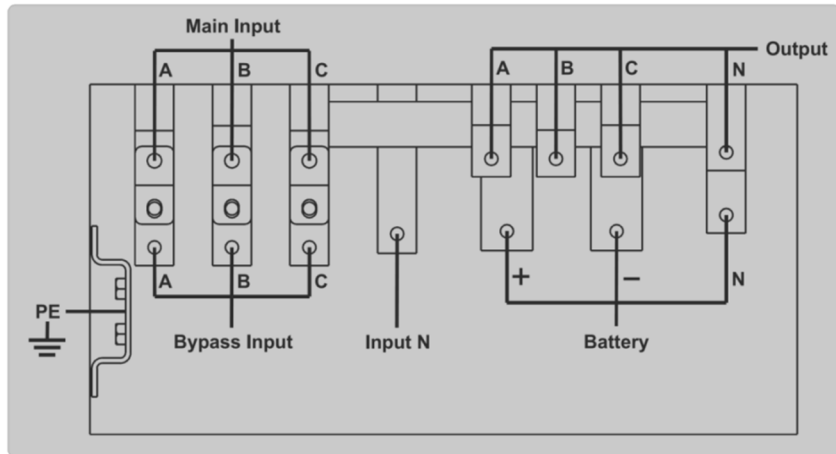 Main Input
Output
A B C A B C N
+ − N
A B C
PE
Bypass Input Input N Battery